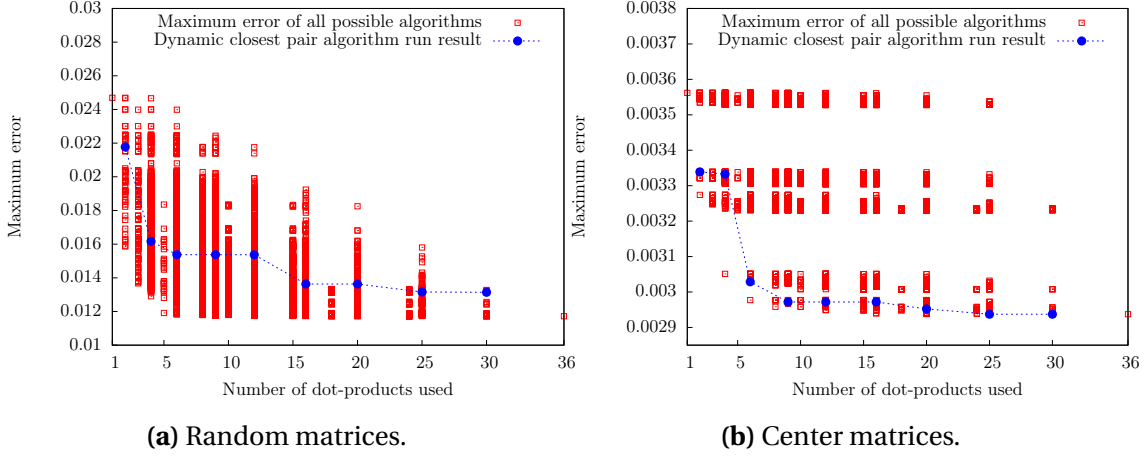 Maximum error of all possible algorithms
Dynamic closest pair algorithm run result
0.03
0.028
0.026
0.024
0.022
0.02
0.018
0.016
0.014
0.012
0.01
Maximum error
1 5 10 15 20 25 30 36
Number of dot-products used
(a) Random matrices.
Maximum error of all possible algorithms
Dynamic closest pair algorithm run result
0.0038
0.0037
0.0036
0.0035
0.0034
0.0033
0.0032
0.0031
0.003
0.0029
Maximum error
1 5 10 15 20 25 30 36
Number of dot-products used
(b) Center matrices.